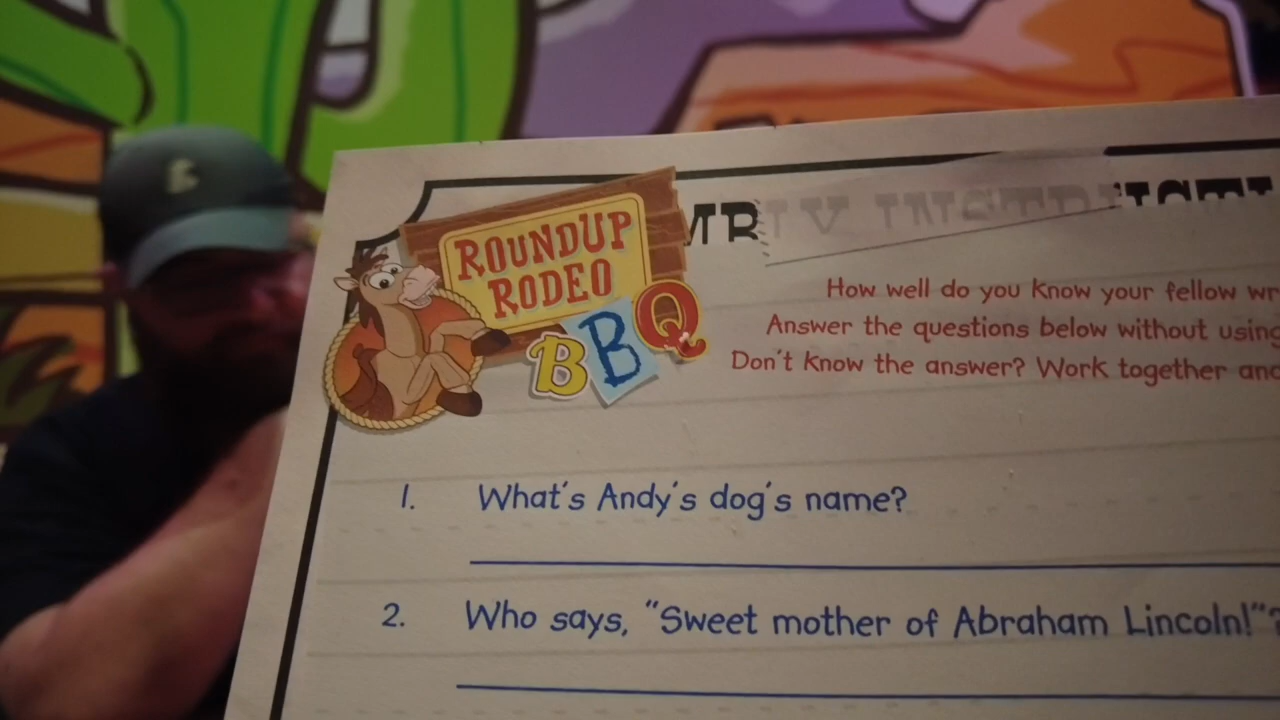 ROUNDUP
RODEO
BBQ
How well do you know your fellow
Answer the questions below without using
Don't know the answer? Work together and
1. What's Andy's dog's name?
2. Who says, "Sweet mother of Abraham Lincoln!"?